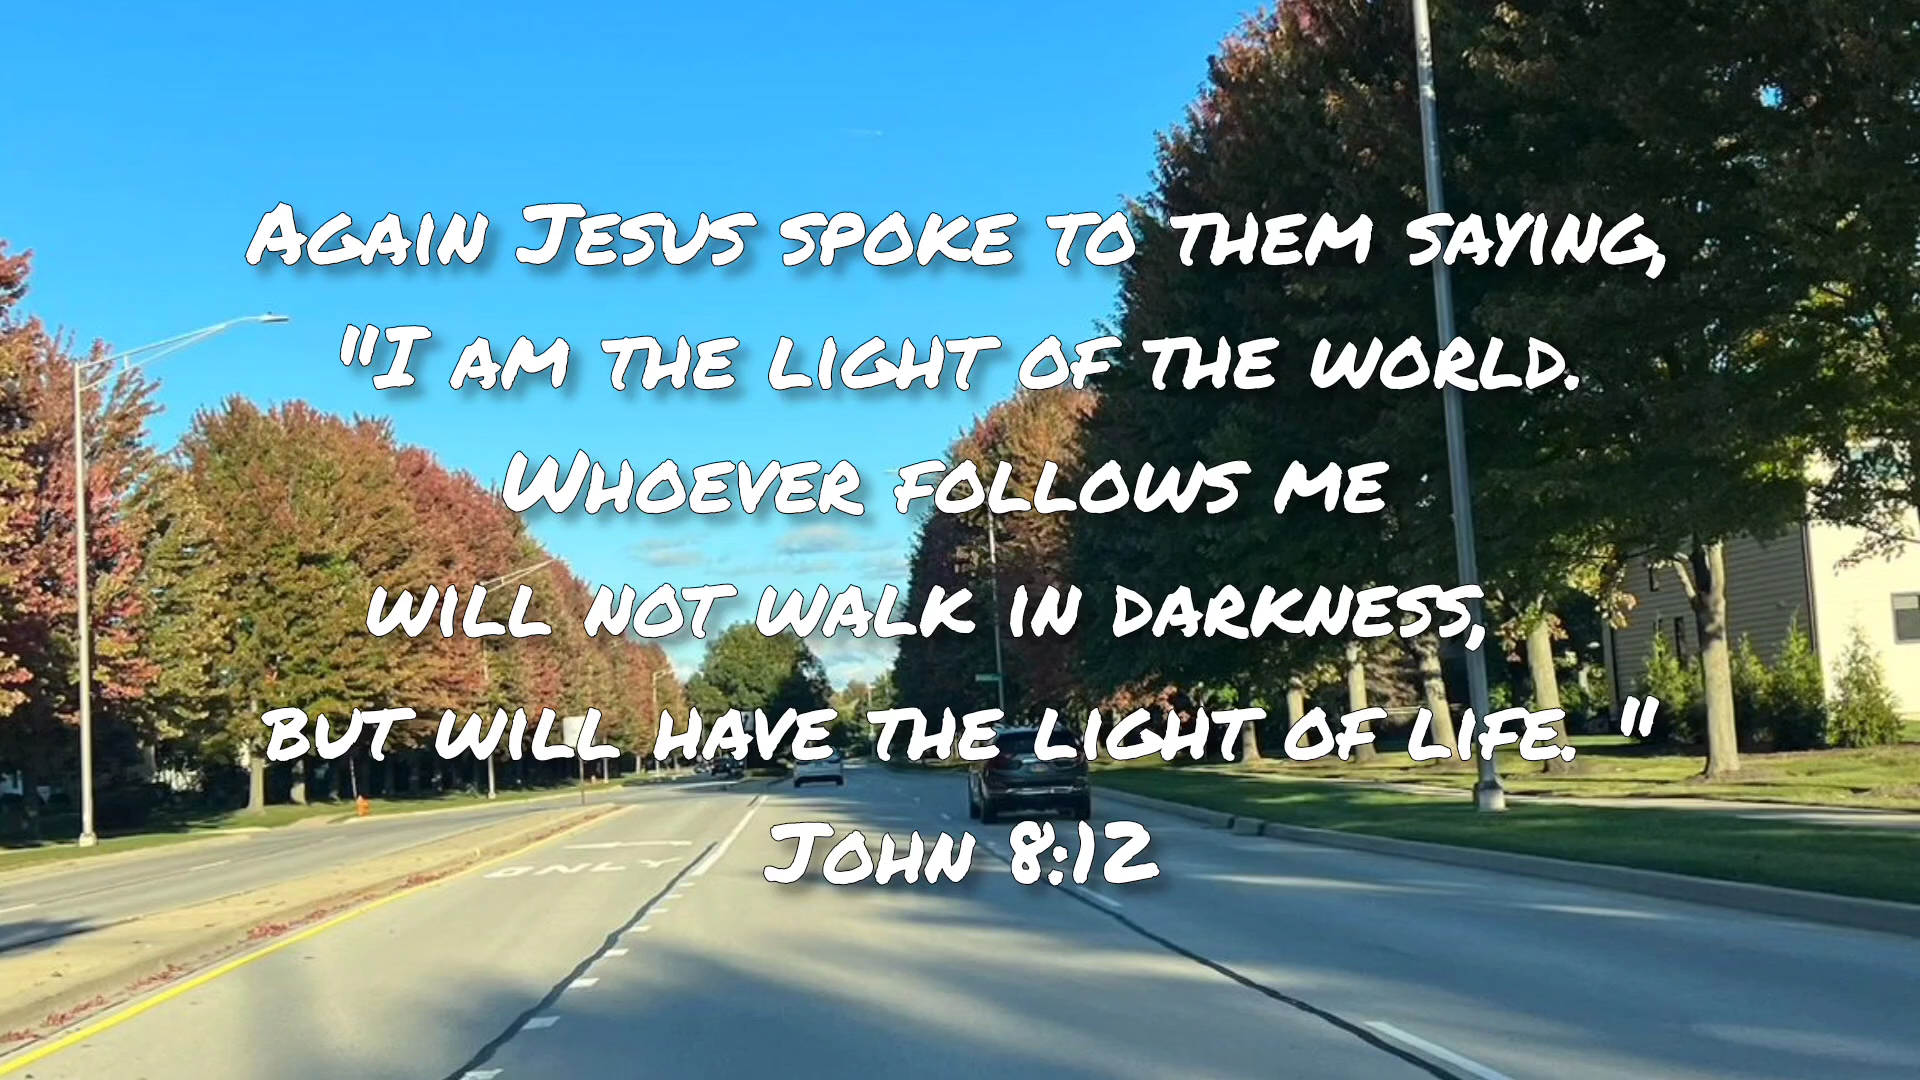 Again Jesus spoke to them saying,
"I am the light of the world.
Whoever follows me
will not walk in darkness,
but will have the light of life. "
John 8:12
ONLY